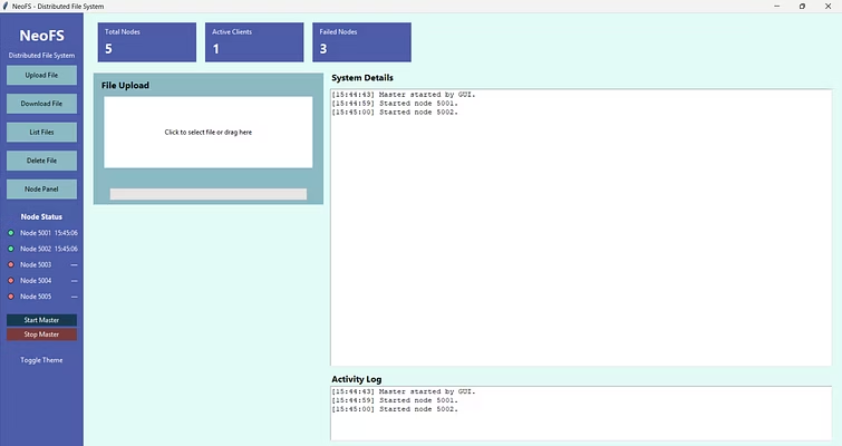 NeoFS - Distributed File System
NeoFS
Distributed File System
Upload File
Download File
List Files
Delete File
Node Panel
Node Status
Node 5001 15:45:06
Node 5002 15:45:06
Node 5003 —
Node 5004 —
Node 5005 —
Start Master
Stop Master
Toggle Theme
Total Nodes
5
Active Clients
1
Failed Nodes
3
File Upload
Click to select file or drag here
System Details
[15:44:43] Master started by GUI.
[15:44:59] Started node 5001.
[15:45:00] Started node 5002.
Activity Log
[15:44:43] Master started by GUI.
[15:44:59] Started node 5001.
[15:45:00] Started node 5002.